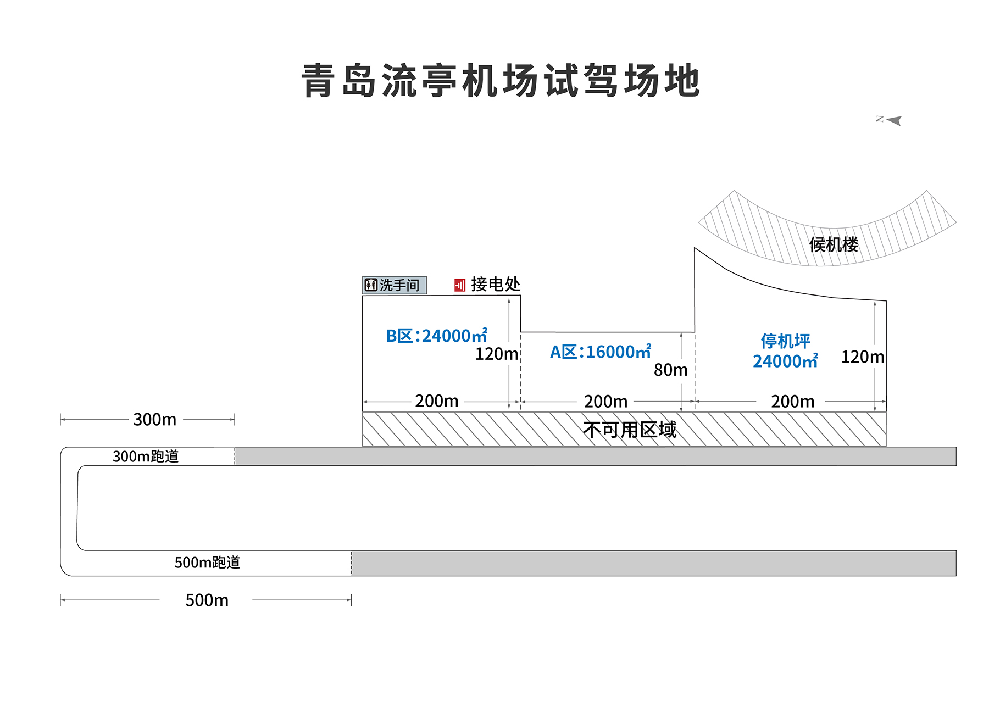 青岛流亭机场试驾场地
N
候机楼
洗手间
接电处
B区：24000㎡
120m
A区：16000㎡
80m
停机坪
24000㎡
120m
200m
200m
200m
不可用区域
300m
300m跑道
500m跑道
500m